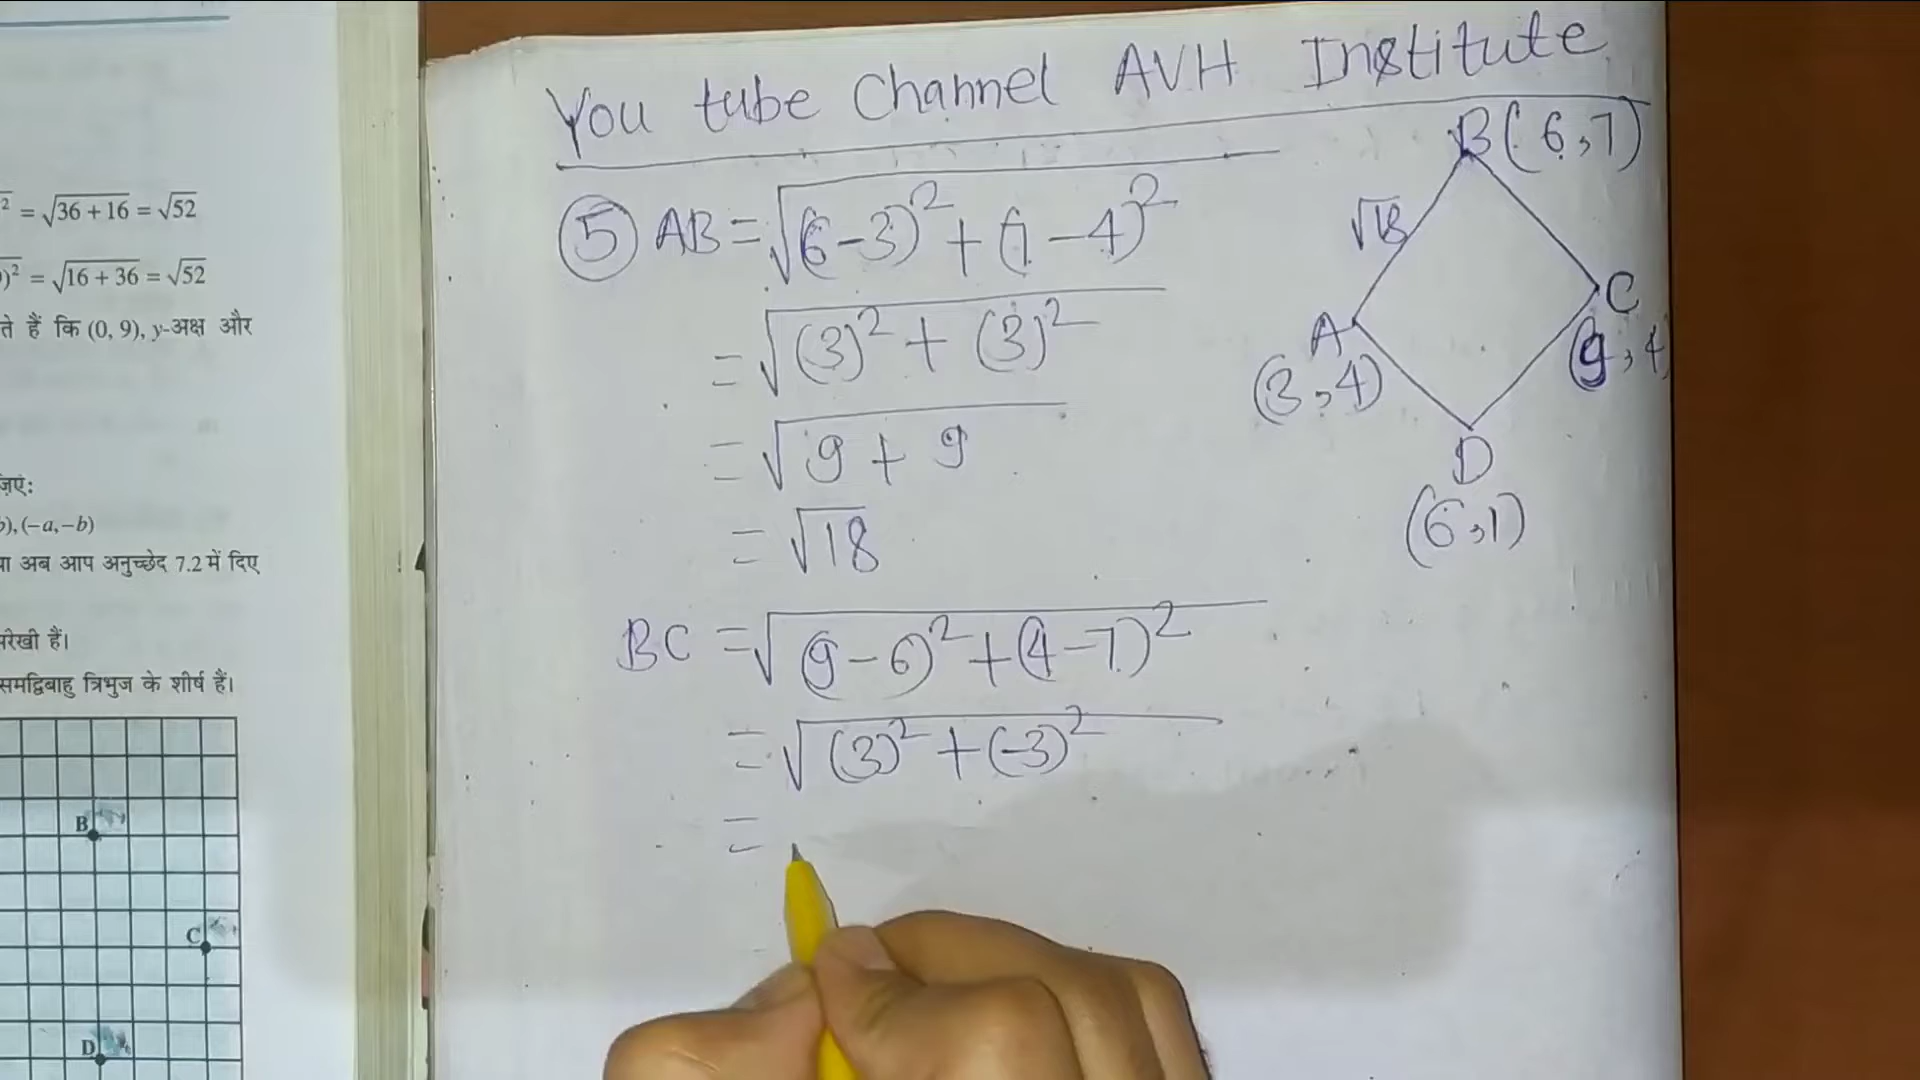 ² = √36 + 16 = √52
)² = √16 + 36 = √52
ते हैं कि (0, 9), y-अक्ष और
), (–a, –b)
अब आप अनुच्छेद 7.2 में दिए
समद्विबाहु त्रिभुज के शीर्ष हैं।
B
C
D
You tube Channel AVH Institute
⑤ AB = √(6-3)² + (7-4)²
= √(3)² + (3)²
= √9 + 9
= √18
BC = √(9-6)² + (4-7)²
= √(3)² + (-3)²
=
B(6,7)
√18
C
(9,4
A
(3,4)
D
(6,1)